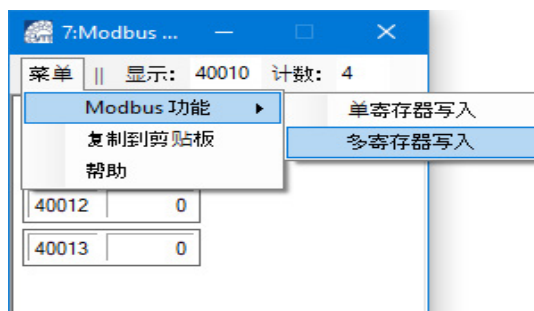 7:Modbus ...
菜单 || 显示: 40010 计数: 4
Modbus 功能
单寄存器写入
复制到剪贴板
多寄存器写入
帮助
40012 0
40013 0